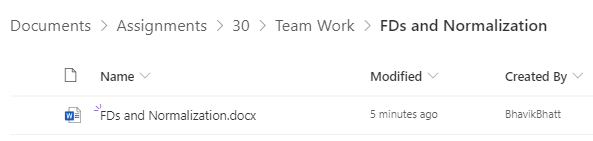 Documents > Assignments > 30 > Team Work > FDs and Normalization
Name Modified Created By
FDs and Normalization.docx 5 minutes ago BhavikBhatt